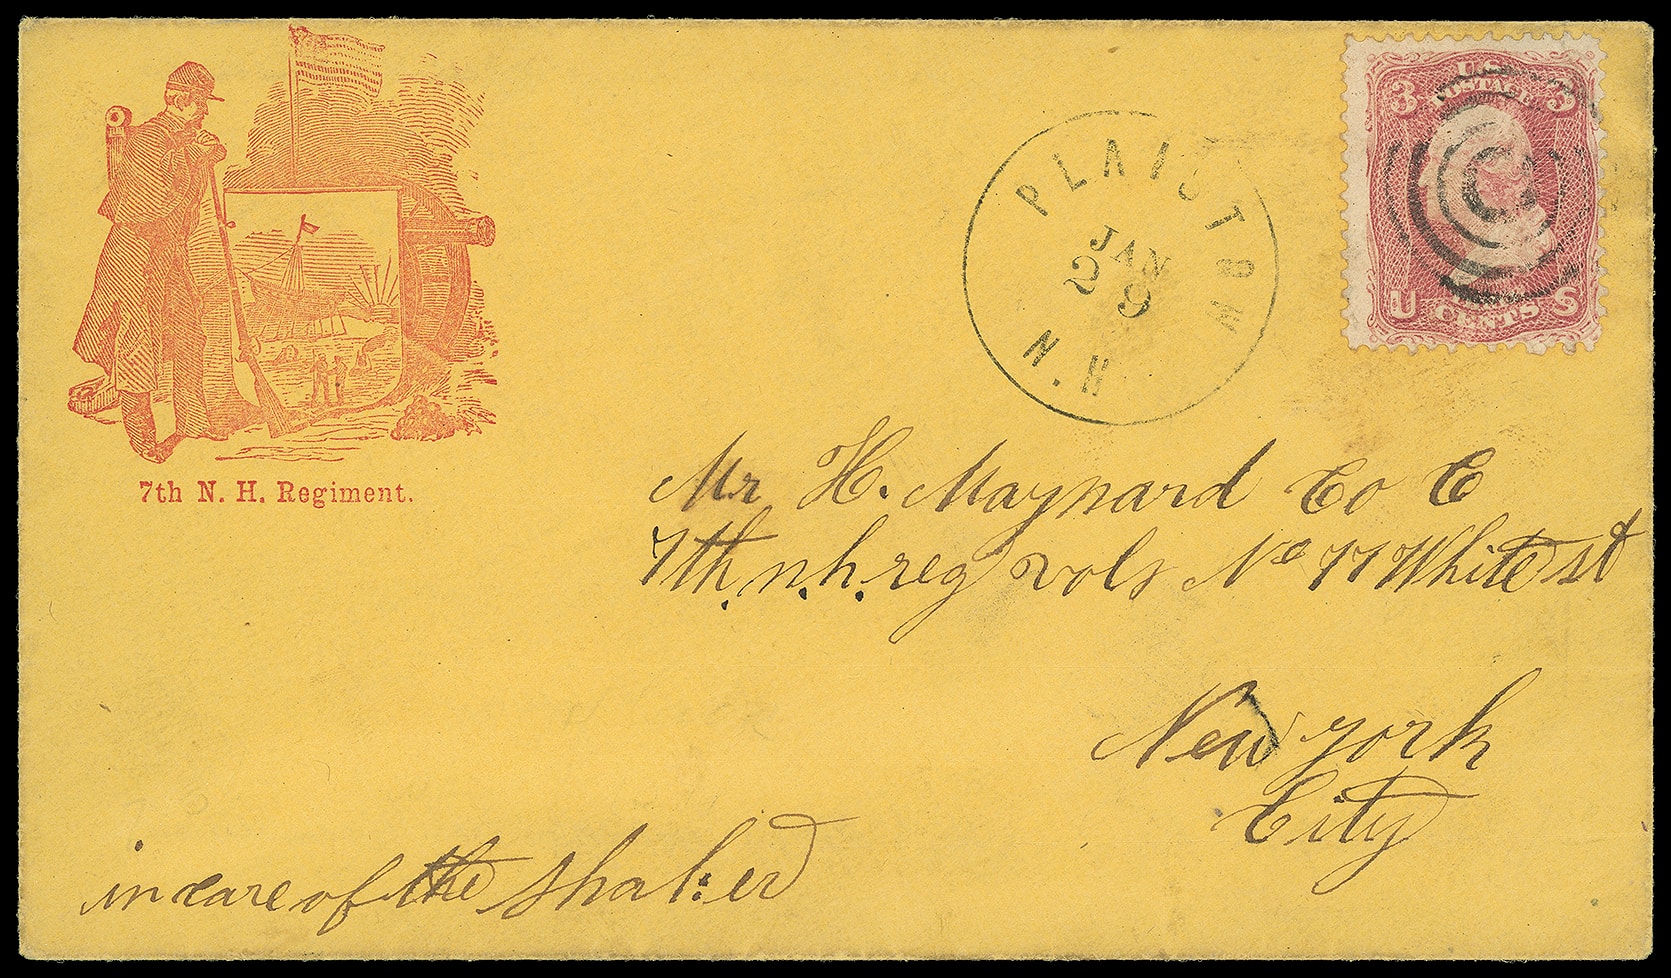 7th N. H. Regiment.
PLAISTOW N.H
JAN
29
3 U.S. 3
POSTAGE
U S
CENTS
Mr H. Maynard Co E
7th. n.h. reg vols No 77 White st
New york
City
in care of the